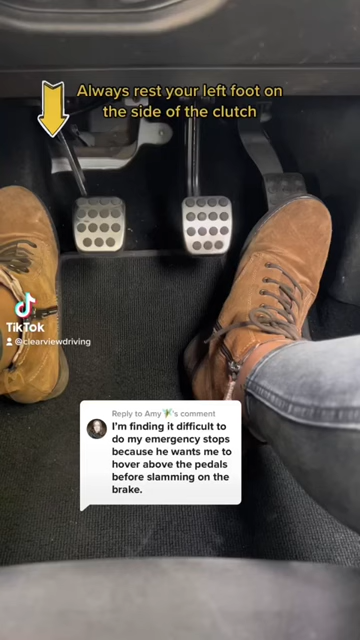 Always rest your left foot on
the side of the clutch
TikTok
@clearviewdriving
Reply to Amy🌱's comment
I'm finding it difficult to
do my emergency stops
because he wants me to
hover above the pedals
before slamming on the
brake.